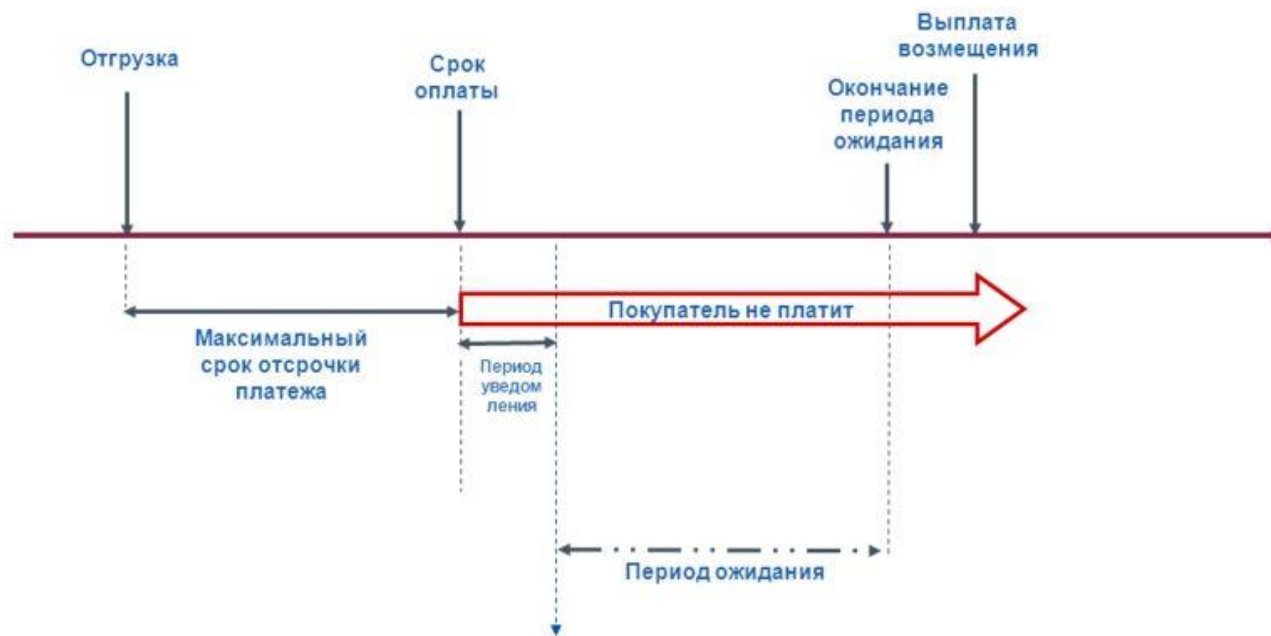 Отгрузка
Срок
оплаты
Выплата
возмещения
Окончание
периода
ожидания
Покупатель не платит
Максимальный
срок отсрочки
платежа
Период
уведом
ления
Период ожидания